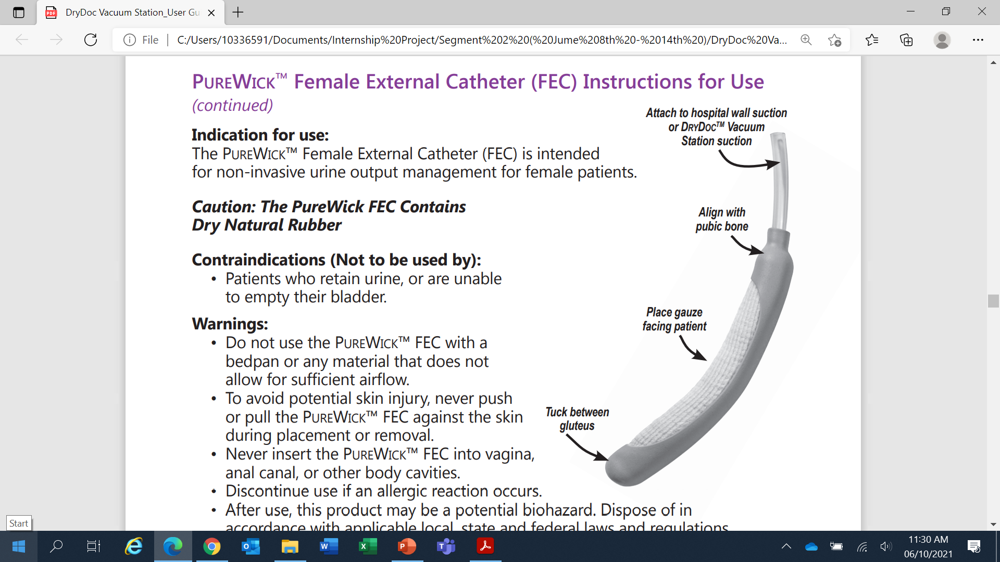 DryDoc Vacuum Station_User Gu
File
C:/Users/10336591/Documents/Internship%20Project/Segment%202%20(%20Jume%208th%20-%2014th%20)/DryDoc%20Va...
PUREWICK™ Female External Catheter (FEC) Instructions for Use
(continued)
Attach to hospital wall suction
or DRYDOC™ Vacuum
Station suction
Indication for use:
The PUREWICK™ Female External Catheter (FEC) is intended
for non-invasive urine output management for female patients.
Caution: The PureWick FEC Contains
Dry Natural Rubber
Align with
pubic bone
Contraindications (Not to be used by):
• Patients who retain urine, or are unable
to empty their bladder.
Place gauze
facing patient
Warnings:
• Do not use the PUREWICK™ FEC with a
bedpan or any material that does not
allow for sufficient airflow.
• To avoid potential skin injury, never push
or pull the PUREWICK™ FEC against the skin
during placement or removal.
Tuck between
gluteus
• Never insert the PUREWICK™ FEC into vagina,
anal canal, or other body cavities.
• Discontinue use if an allergic reaction occurs.
• After use, this product may be a potential biohazard. Dispose of in
accordance with applicable local, state and federal laws and regulations
Start
11:30 AM
06/10/2021